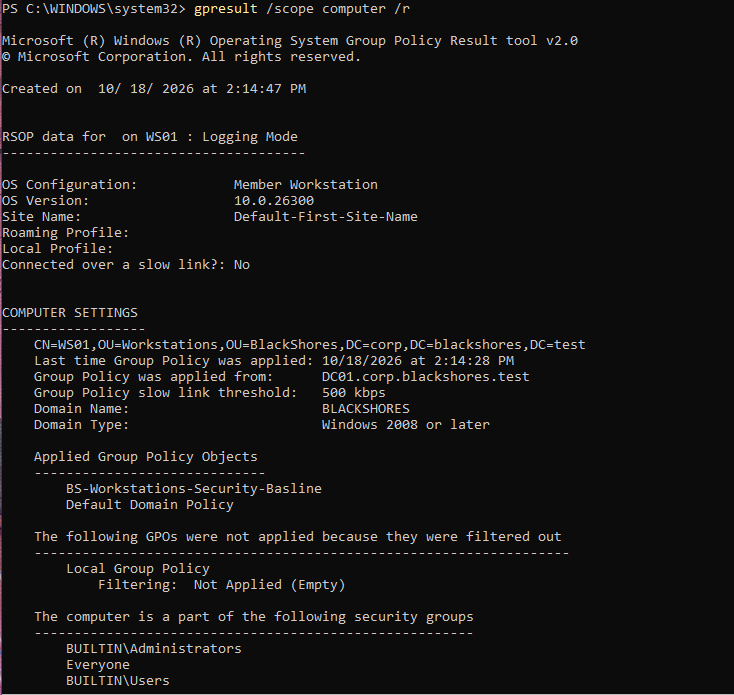 PS C:\WINDOWS\system32> gpresult /scope computer /r
Microsoft (R) Windows (R) Operating System Group Policy Result tool v2.0
© Microsoft Corporation. All rights reserved.
Created on  10/ 18/ 2026 at 2:14:47 PM
RSOP data for  on WS01 : Logging Mode
--------------------------------------
OS Configuration:            Member Workstation
OS Version:                  10.0.26300
Site Name:                   Default-First-Site-Name
Roaming Profile:
Local Profile:
Connected over a slow link?: No
COMPUTER SETTINGS
------------------
    CN=WS01,OU=Workstations,OU=BlackShores,DC=corp,DC=blackshores,DC=test
    Last time Group Policy was applied: 10/18/2026 at 2:14:28 PM
    Group Policy was applied from:      DC01.corp.blackshores.test
    Group Policy slow link threshold:   500 kbps
    Domain Name:                        BLACKSHORES
    Domain Type:                        Windows 2008 or later
    Applied Group Policy Objects
    -----------------------------
        BS-Workstations-Security-Basline
        Default Domain Policy
    The following GPOs were not applied because they were filtered out
    -------------------------------------------------------------------
        Local Group Policy
            Filtering:  Not Applied (Empty)
    The computer is a part of the following security groups
    -------------------------------------------------------
        BUILTIN\Administrators
        Everyone
        BUILTIN\Users